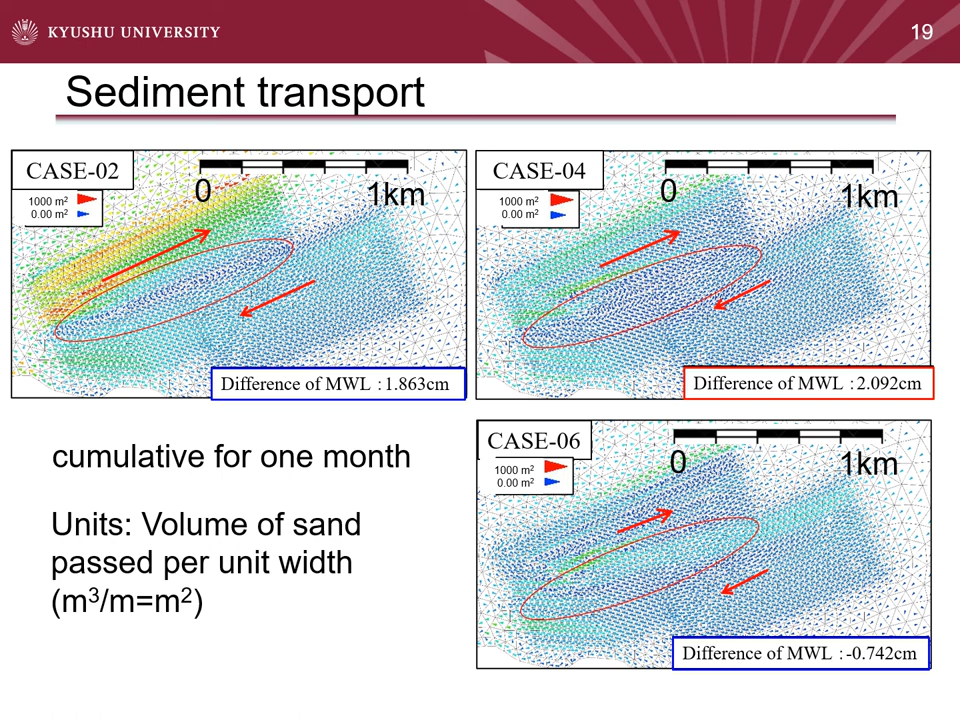 KYUSHU UNIVERSITY
19
Sediment transport
CASE-02
0
1km
1000 m²
0.00 m²
Difference of MWL：1.863cm
CASE-04
0
1km
1000 m²
0.00 m²
Difference of MWL：2.092cm
cumulative for one month
Units: Volume of sand
passed per unit width
(m³/m=m²)
CASE-06
0
1km
1000 m²
0.00 m²
Difference of MWL：-0.742cm